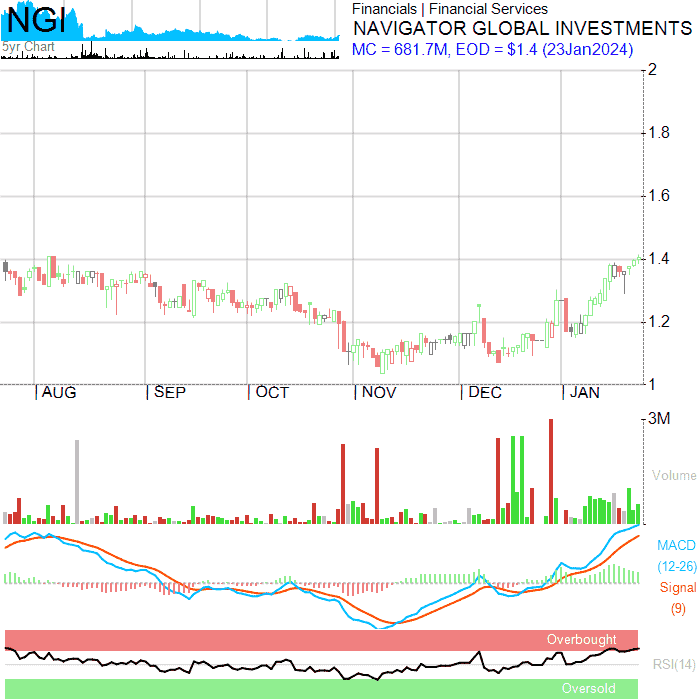 NGI
5yr Chart
Financials | Financial Services
NAVIGATOR GLOBAL INVESTMENTS
MC = 681.7M, EOD = $1.4 (23Jan2024)
2
1.8
1.6
1.4
1.2
1
AUG SEP OCT NOV DEC JAN
3M
Volume
MACD
(12-26)
Signal
(9)
Overbought
RSI(14)
Oversold